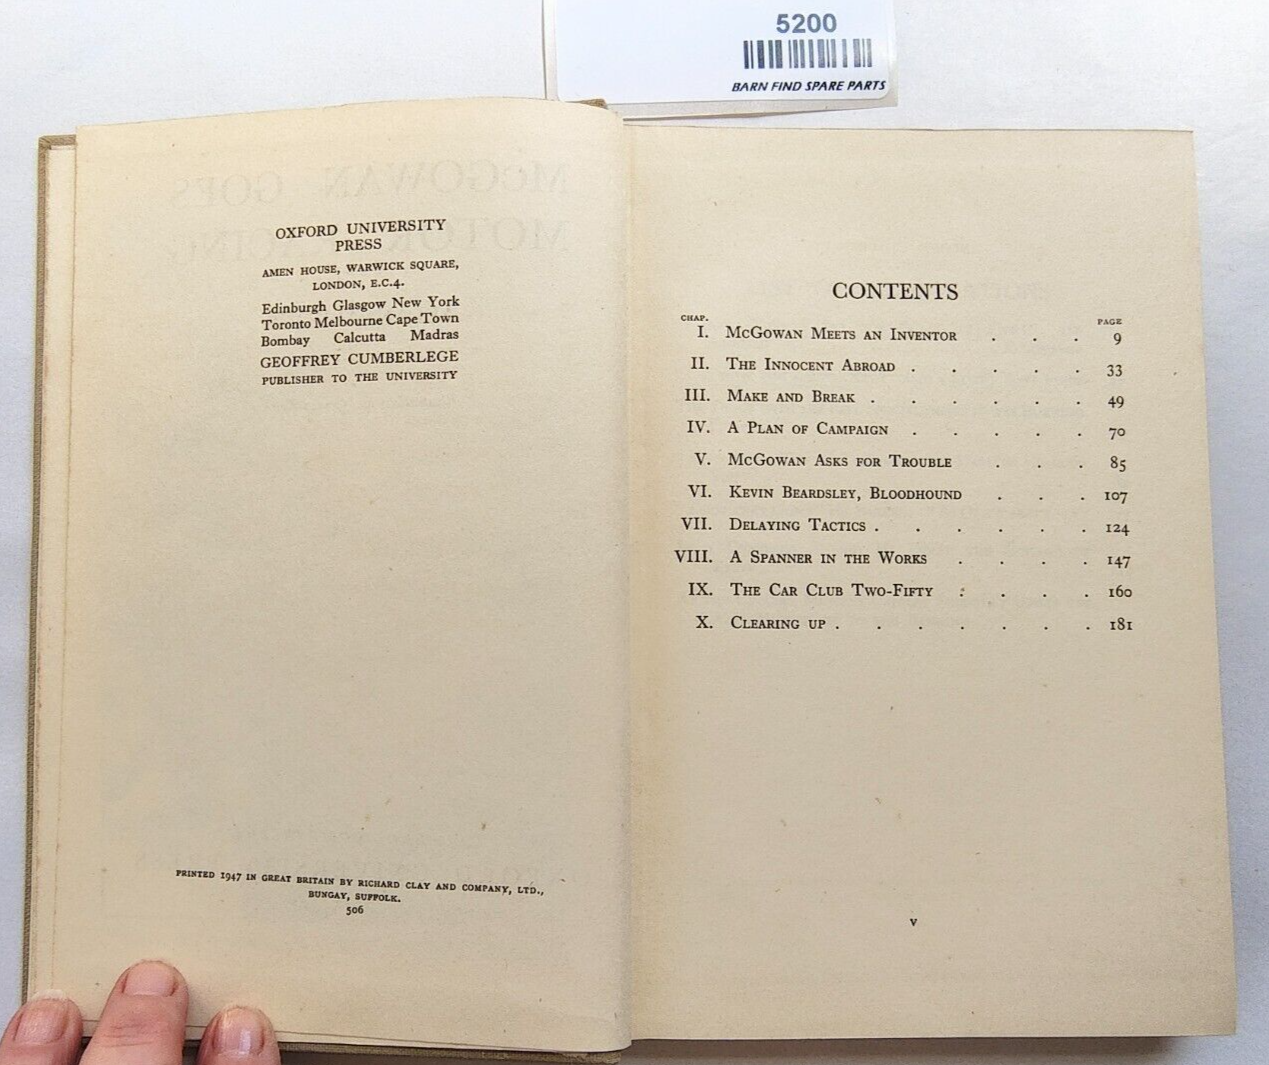 5200
BARN FIND SPARE PARTS
McGOWAN GOES
MOTOR
OXFORD UNIVERSITY
PRESS
AMEN HOUSE, WARWICK SQUARE,
LONDON, E.C.4.
Edinburgh Glasgow New York
Toronto Melbourne Cape Town
Bombay Calcutta Madras
GEOFFREY CUMBERLEGE
PUBLISHER TO THE UNIVERSITY
PRINTED 1947 IN GREAT BRITAIN BY RICHARD CLAY AND COMPANY, LTD.,
BUNGAY, SUFFOLK.
506
CONTENTS
CHAP. PAGE
I. McGowan Meets an Inventor . . . 9
II. The Innocent Abroad . . . . . 33
III. Make and Break . . . . . . 49
IV. A Plan of Campaign . . . . . 70
V. McGowan Asks for Trouble . . . 85
VI. Kevin Beardsley, Bloodhound . . . 107
VII. Delaying Tactics . . . . . . 124
VIII. A Spanner in the Works . . . . 147
IX. The Car Club Two-Fifty : . . . 160
X. Clearing up . . . . . . . 181
v